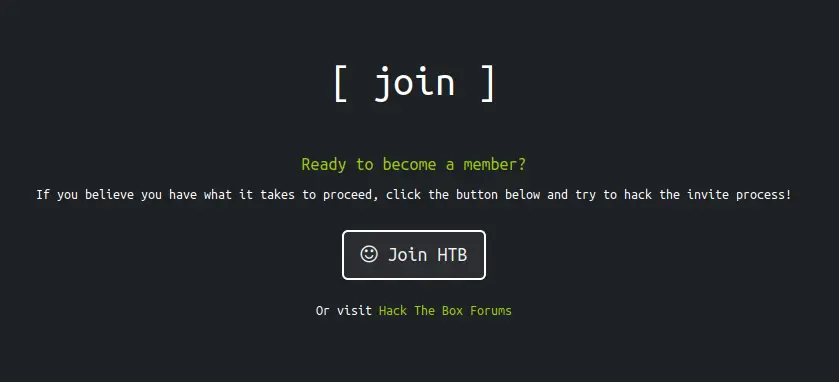 [ join ]
Ready to become a member?
If you believe you have what it takes to proceed, click the button below and try to hack the invite process!
Join HTB
Or visit Hack The Box Forums